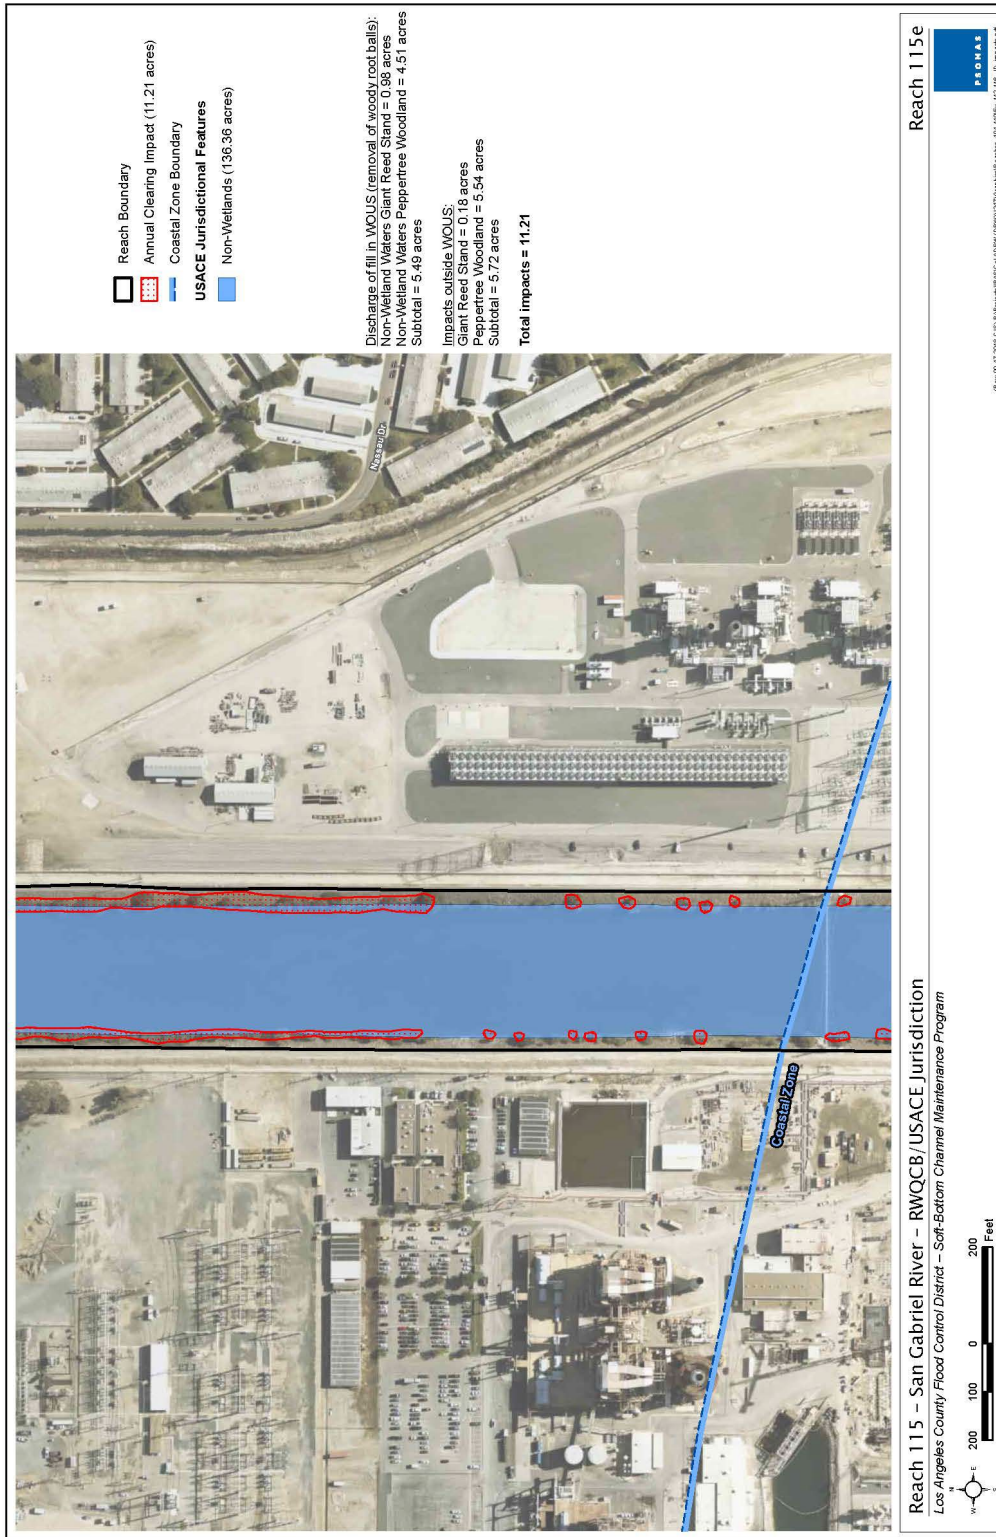 Reach Boundary
Annual Clearing Impact (11.21 acres)
Coastal Zone Boundary
USACE Jurisdictional Features
Non-Wetlands (136.36 acres)
Discharge of fill in WOUS (removal of woody root balls):
Non-Wetland Waters Giant Reed Stand = 0.98 acres
Non-Wetland Waters Peppertree Woodland = 4.51 acres
Subtotal = 5.49 acres
Impacts outside WOUS:
Giant Reed Stand = 0.18 acres
Peppertree Woodland = 5.54 acres
Subtotal = 5.72 acres
Total impacts = 11.21
Nassau Dr
Coastal Zone
Reach 115 – San Gabriel River – RWQCB/USACE Jurisdiction
Reach 115e
Los Angeles County Flood Control District – Soft-Bottom Channel Maintenance Program
PSOMAS
N
W
E
S
200 100 0 200
Feet